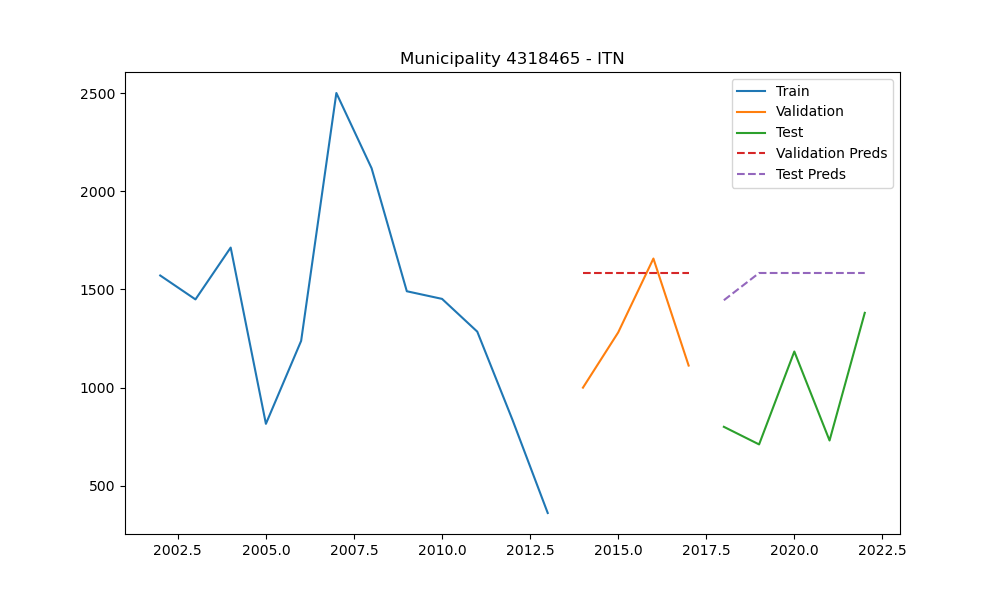 Municipality 4318465 - ITN
2500
2000
1500
1000
500
2002.5 2005.0 2007.5 2010.0 2012.5 2015.0 2017.5 2020.0 2022.5
Train
Validation
Test
Validation Preds
Test Preds